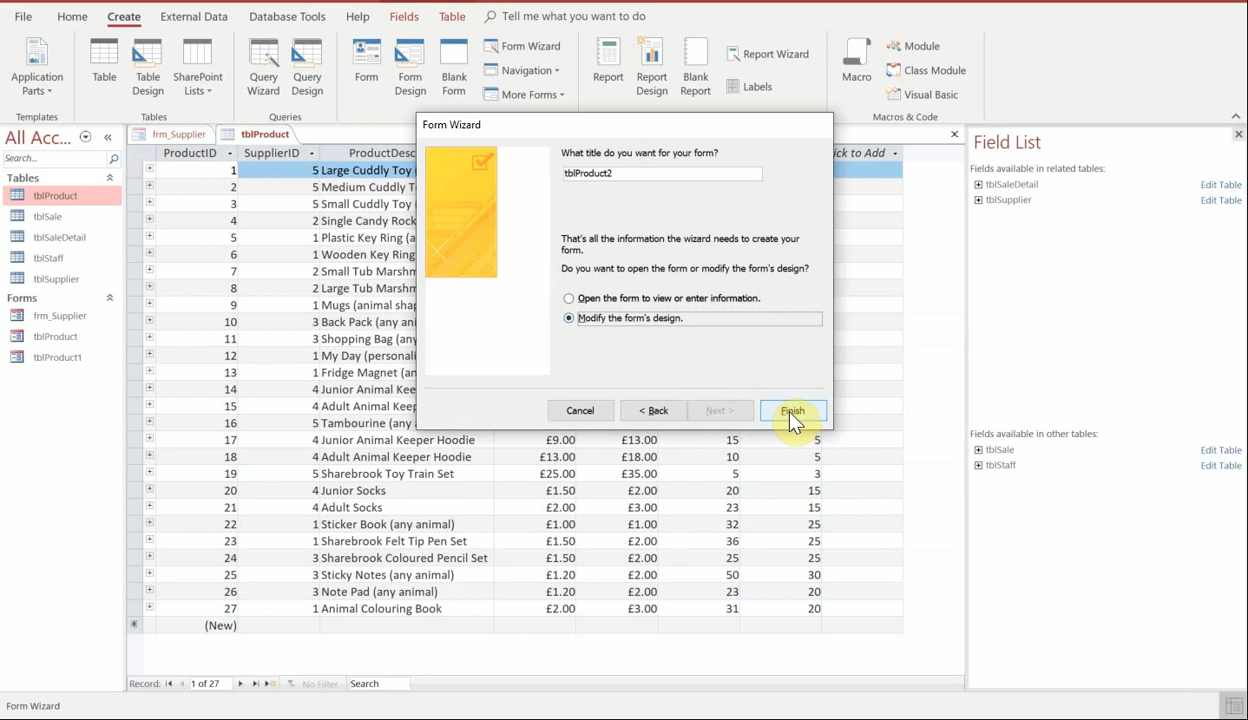 File Home Create External Data Database Tools Help Fields Table Tell me what you want to do
Application Parts
Table
Table Design
SharePoint Lists
Query Wizard
Query Design
Form
Form Design
Blank Form
Form Wizard
Navigation
More Forms
Report
Report Design
Blank Report
Report Wizard
Labels
Macro
Module
Class Module
Visual Basic
Templates Tables Queries Macros & Code
All Ac...
Search...
Tables
tblProduct
tblSale
tblSaleDetail
tblStaff
tblSupplier
Forms
frm_Supplier
tblProduct
tblProduct1
frm_Supplier tblProduct
ProductID SupplierID ProductDesc ick to Add
1 5 Large Cuddly Toy (
2 5 Medium Cuddly T
3 5 Small Cuddly Toy (
4 2 Single Candy Rock
5 1 Plastic Key Ring (a
6 1 Wooden Key Ring
7 2 Small Tub Marshm
8 2 Large Tub Marshm
9 1 Mugs (animal shap
10 3 Back Pack (any ani
11 3 Shopping Bag (any
12 1 My Day (personali
13 1 Fridge Magnet (an
14 4 Junior Animal Kee
15 4 Adult Animal Keep
16 5 Tambourine (any
17 4 Junior Animal Keeper Hoodie £9.00 £13.00 15 5
18 4 Adult Animal Keeper Hoodie £13.00 £18.00 10 5
19 5 Sharebrook Toy Train Set £25.00 £35.00 5 3
20 4 Junior Socks £1.50 £2.00 20 15
21 4 Adult Socks £2.00 £3.00 23 15
22 1 Sticker Book (any animal) £1.00 £1.00 32 25
23 1 Sharebrook Felt Tip Pen Set £1.50 £2.00 36 25
24 3 Sharebrook Coloured Pencil Set £1.50 £2.00 25 25
25 3 Sticky Notes (any animal) £1.20 £2.00 50 30
26 3 Note Pad (any animal) £1.20 £2.00 23 20
27 1 Animal Colouring Book £2.00 £3.00 31 20
(New)
Record: 1 of 27 No Filter Search
Form Wizard
What title do you want for your form?
tblProduct2
That's all the information the wizard needs to create your
form.
Do you want to open the form or modify the form's design?
Open the form to view or enter information.
Modify the form's design.
Cancel < Back Next > Finish
Field List
Fields available in related tables:
tblSaleDetail Edit Table
tblSupplier Edit Table
Fields available in other tables:
tblSale Edit Table
tblStaff Edit Table
Form Wizard